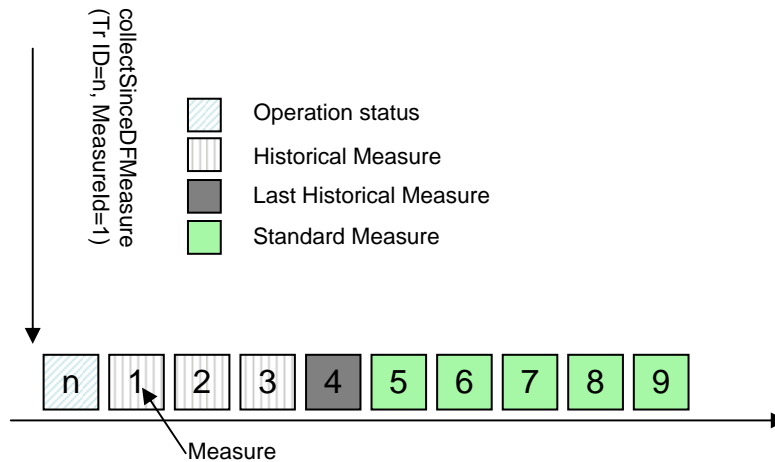 collectSinceDFMeasure
(Tr ID=n, MeasureId=1)
Operation status
Historical Measure
Last Historical Measure
Standard Measure
n 1 2 3 4 5 6 7 8 9
Measure